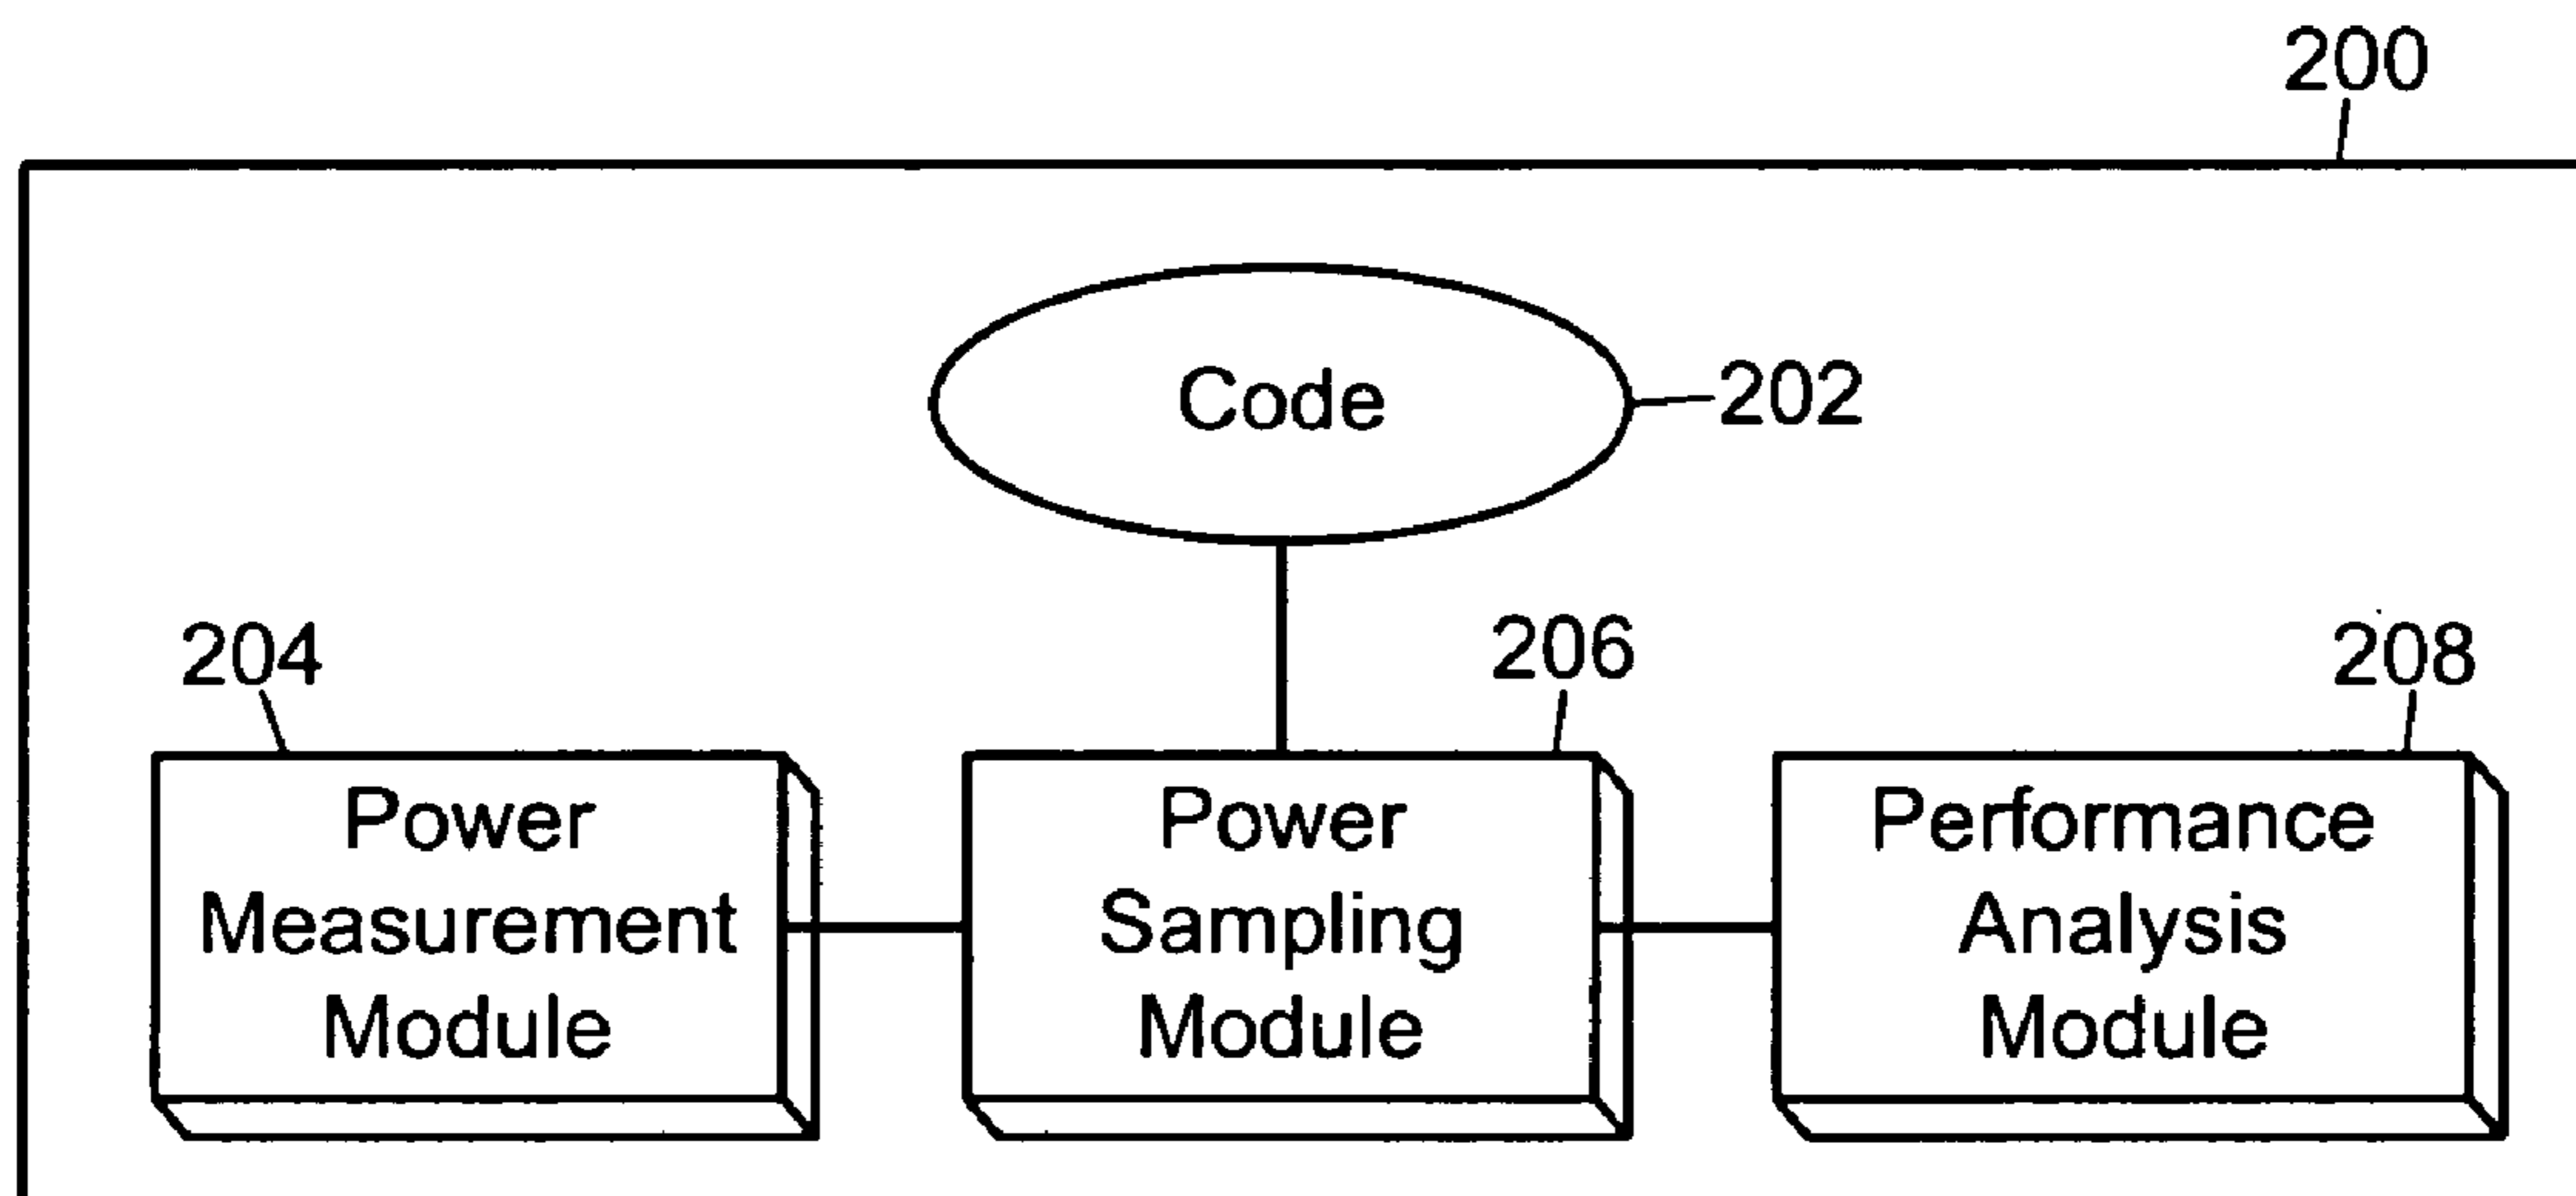 200
Code
202
204
206
208
Power
Measurement
Module
Power
Sampling
Module
Performance
Analysis
Module